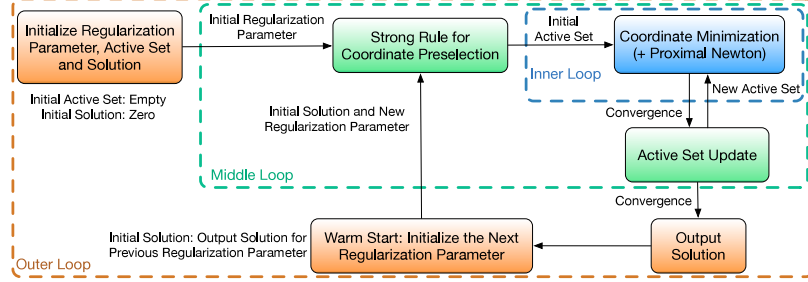 Initialize Regularization
Parameter, Active Set
and Solution
Initial Active Set: Empty
Initial Solution: Zero
Initial Regularization
Parameter
Strong Rule for
Coordinate Preselection
Initial
Active Set
Coordinate Minimization
(+ Proximal Newton)
Inner Loop
New Active Set
Convergence
Initial Solution and New
Regularization Parameter
Active Set Update
Middle Loop
Convergence
Initial Solution: Output Solution for
Previous Regularization Parameter
Warm Start: Initialize the Next
Regularization Parameter
Output
Solution
Outer Loop